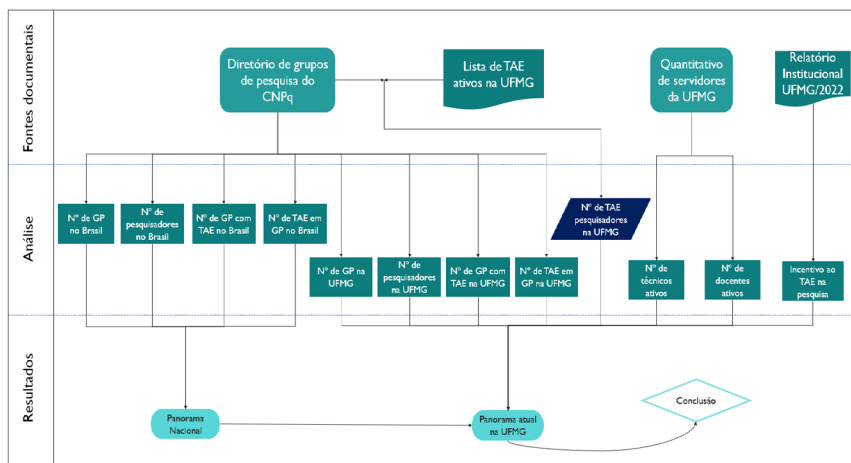 Fontes documentais
Diretório de grupos
de pesquisa do
CNPq
Lista de TAE
ativos na UFMG
Quantitativo
de servidores
da UFMG
Relatório
Institucional
UFMG/2022
Análise
Nº de GP
no Brasil
Nº de
pesquisadores
no Brasil
Nº de GP com
TAE no Brasil
Nº de TAE em
GP no Brasil
Nº de TAE
pesquisadores
na UFMG
Nº de GP na
UFMG
Nº de
pesquisadores
na UFMG
Nº de GP com
TAE na UFMG
Nº de TAE em
GP na UFMG
Nº de
técnicos
ativos
Nº de
docentes
ativos
Incentivo ao
TAE na
pesquisa
Resultados
Panorama
Nacional
Panorama atual
na UFMG
Conclusão